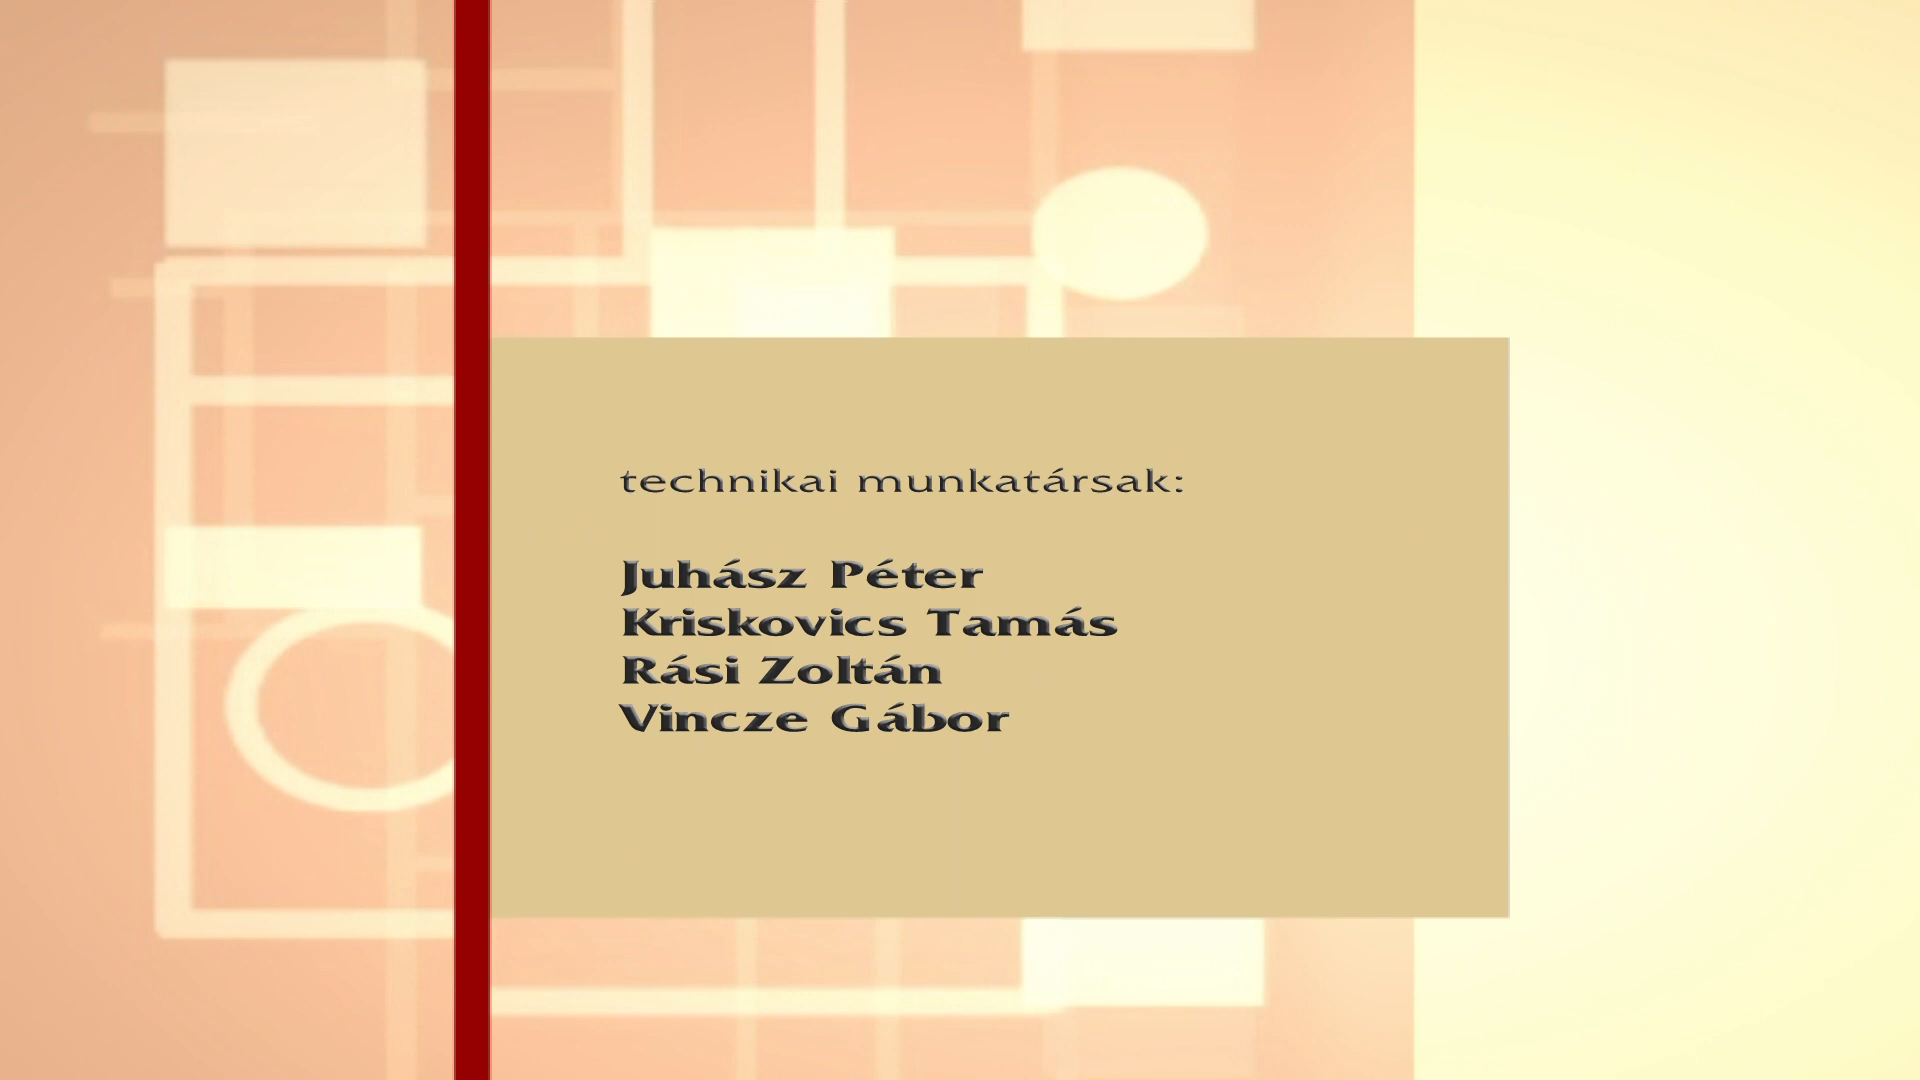 technikai munkatársak:
Juhász Péter
Kriskovics Tamás
Rási Zoltán
Vincze Gábor